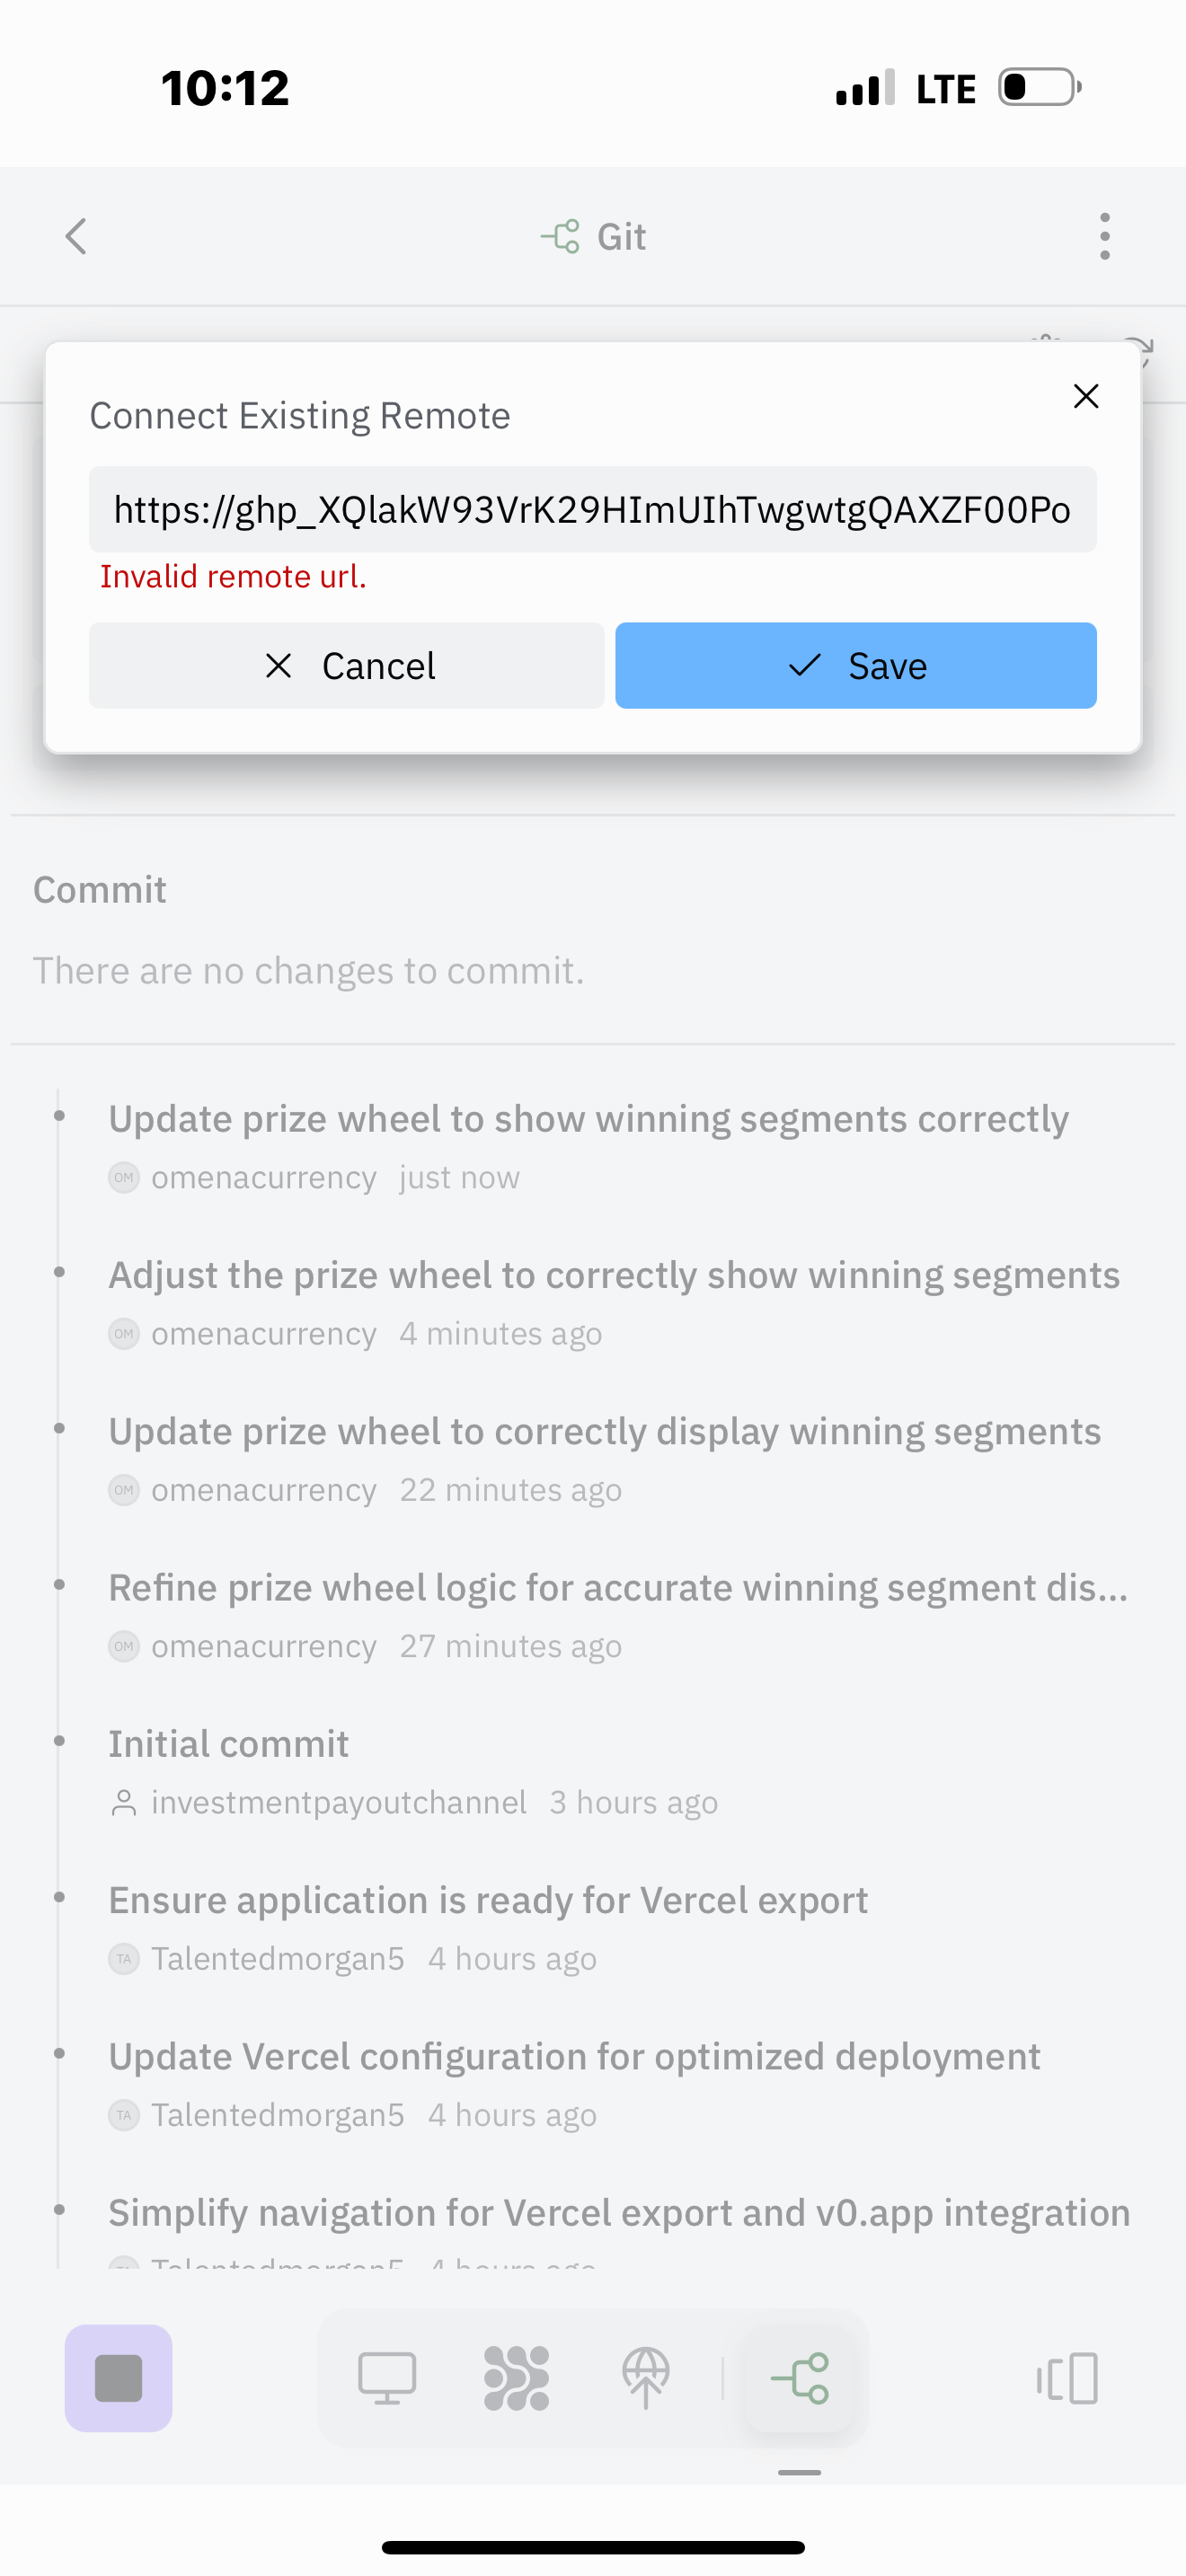 10:12
LTE
Git
Connect Existing Remote
https://ghp_XQlakW93VrK29HImUIhTwgwtgQAXZF00Po
Invalid remote url.
Cancel
Save
Commit
There are no changes to commit.
Update prize wheel to show winning segments correctly
OM omenacurrency just now
Adjust the prize wheel to correctly show winning segments
OM omenacurrency 4 minutes ago
Update prize wheel to correctly display winning segments
OM omenacurrency 22 minutes ago
Refine prize wheel logic for accurate winning segment dis...
OM omenacurrency 27 minutes ago
Initial commit
investmentpayoutchannel 3 hours ago
Ensure application is ready for Vercel export
TA Talentedmorgan5 4 hours ago
Update Vercel configuration for optimized deployment
TA Talentedmorgan5 4 hours ago
Simplify navigation for Vercel export and v0.app integration
Talentedmorgan5 4 hours ago